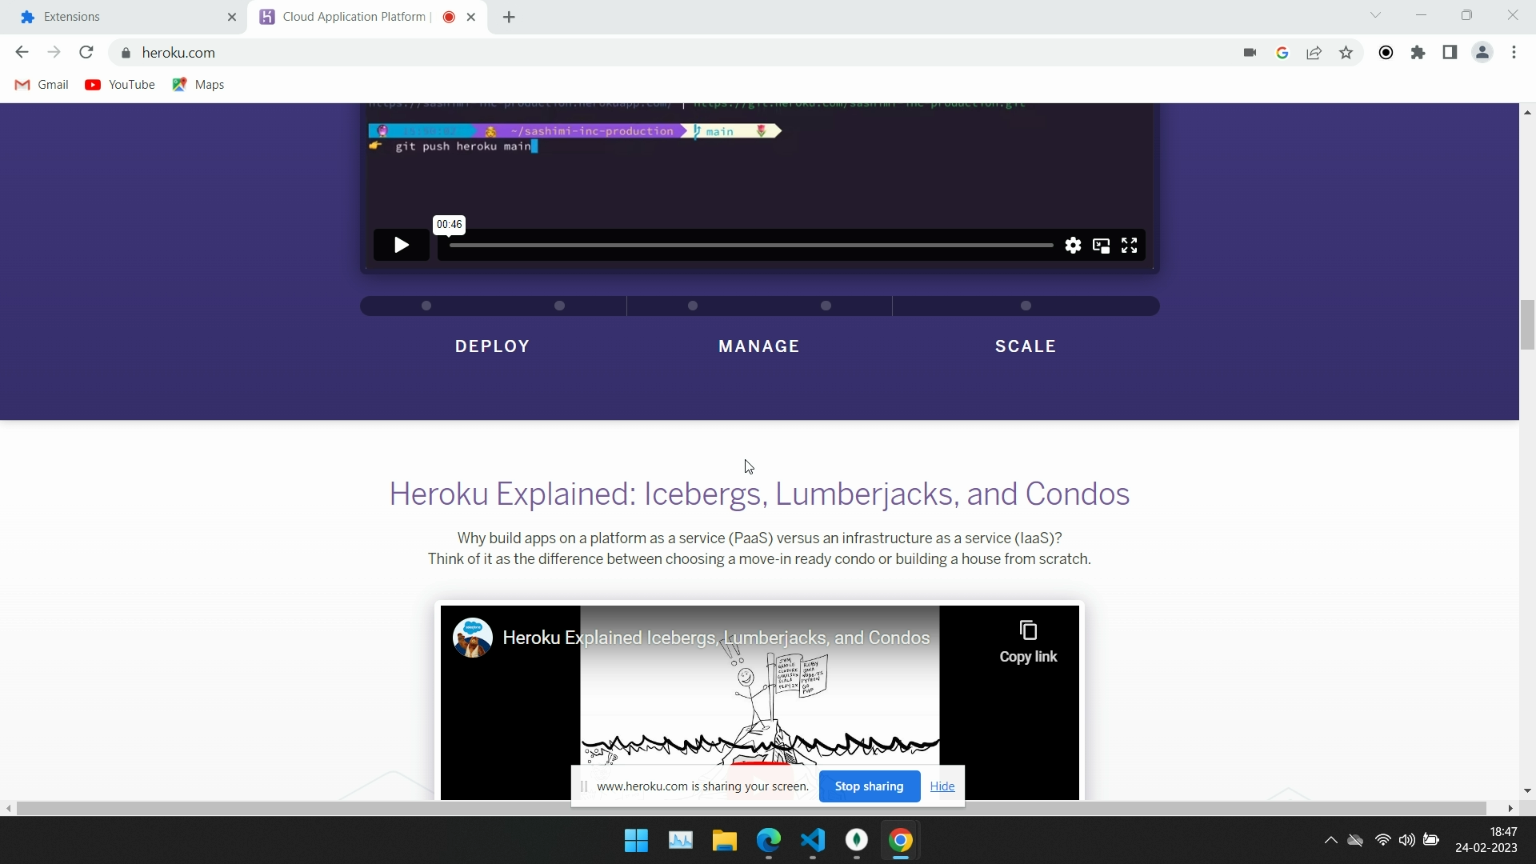 Extensions
Cloud Application Platform |
heroku.com
Gmail
YouTube
Maps
~/sashimi-inc-production
main
git push heroku main
00:46
DEPLOY
MANAGE
SCALE
Heroku Explained: Icebergs, Lumberjacks, and Condos
Why build apps on a platform as a service (PaaS) versus an infrastructure as a service (IaaS)?
Think of it as the difference between choosing a move-in ready condo or building a house from scratch.
Heroku Explained Icebergs, Lumberjacks, and Condos
Copy link
www.heroku.com is sharing your screen.
Stop sharing
Hide
18:47
24-02-2023